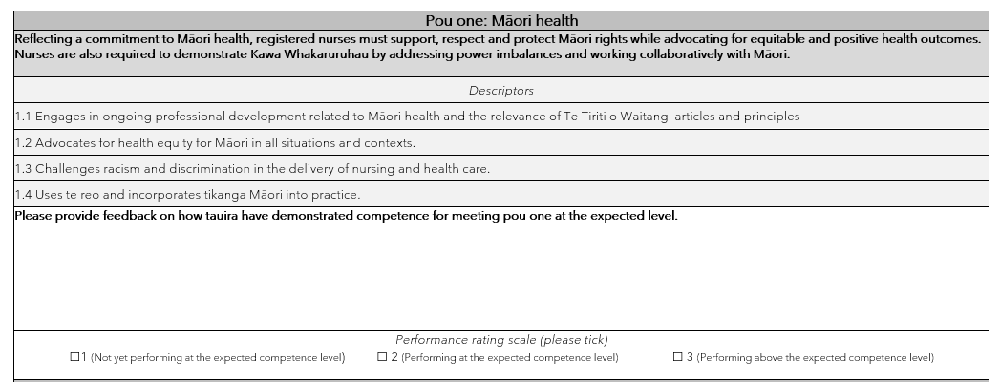 Pou one: Māori health
Reflecting a commitment to Māori health, registered nurses must support, respect and protect Māori rights while advocating for equitable and positive health outcomes.
Nurses are also required to demonstrate Kawa Whakaruruhau by addressing power imbalances and working collaboratively with Māori.
Descriptors
1.1 Engages in ongoing professional development related to Māori health and the relevance of Te Tiriti o Waitangi articles and principles
1.2 Advocates for health equity for Māori in all situations and contexts.
1.3 Challenges racism and discrimination in the delivery of nursing and health care.
1.4 Uses te reo and incorporates tikanga Māori into practice.
Please provide feedback on how tauira have demonstrated competence for meeting pou one at the expected level.
Performance rating scale (please tick)
☐1 (Not yet performing at the expected competence level) ☐ 2 (Performing at the expected competence level) ☐ 3 (Performing above the expected competence level)